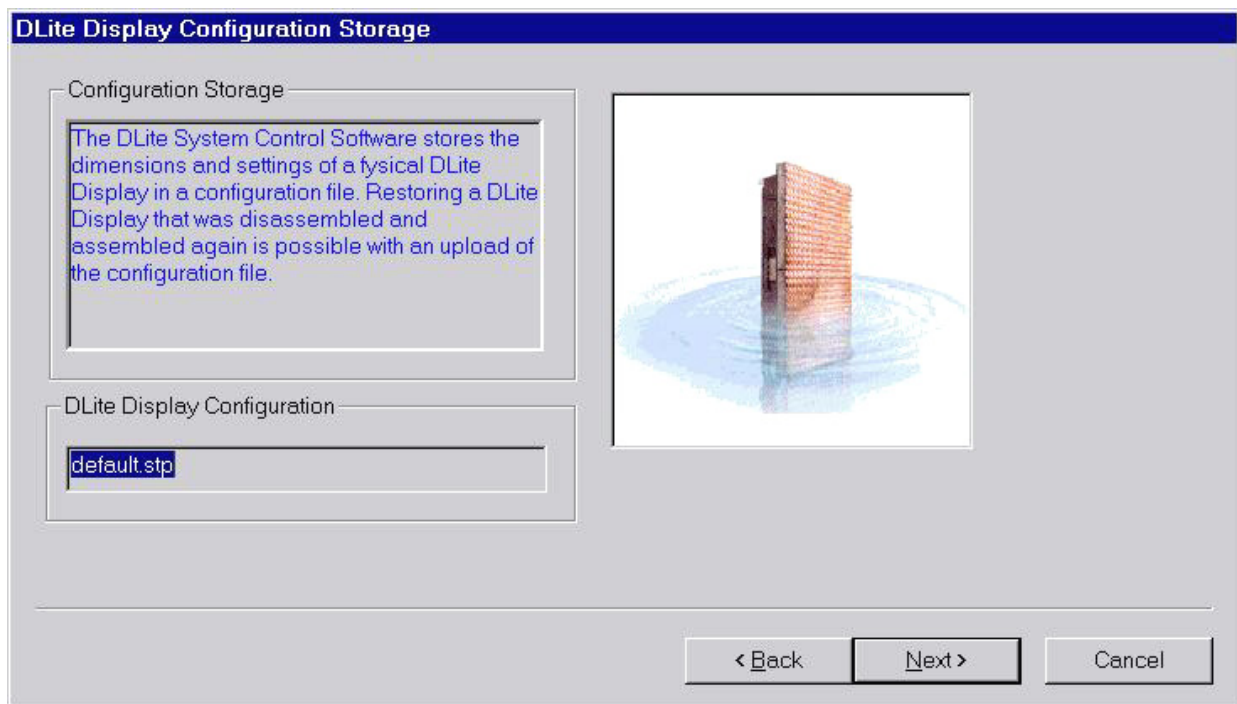 DLite Display Configuration Storage
Configuration Storage
The DLite System Control Software stores the
dimensions and settings of a fysical DLite
Display in a configuration file. Restoring a DLite
Display that was disassembled and
assembled again is possible with an upload of
the configuration file.
DLite Display Configuration
default.stp
< Back
Next >
Cancel